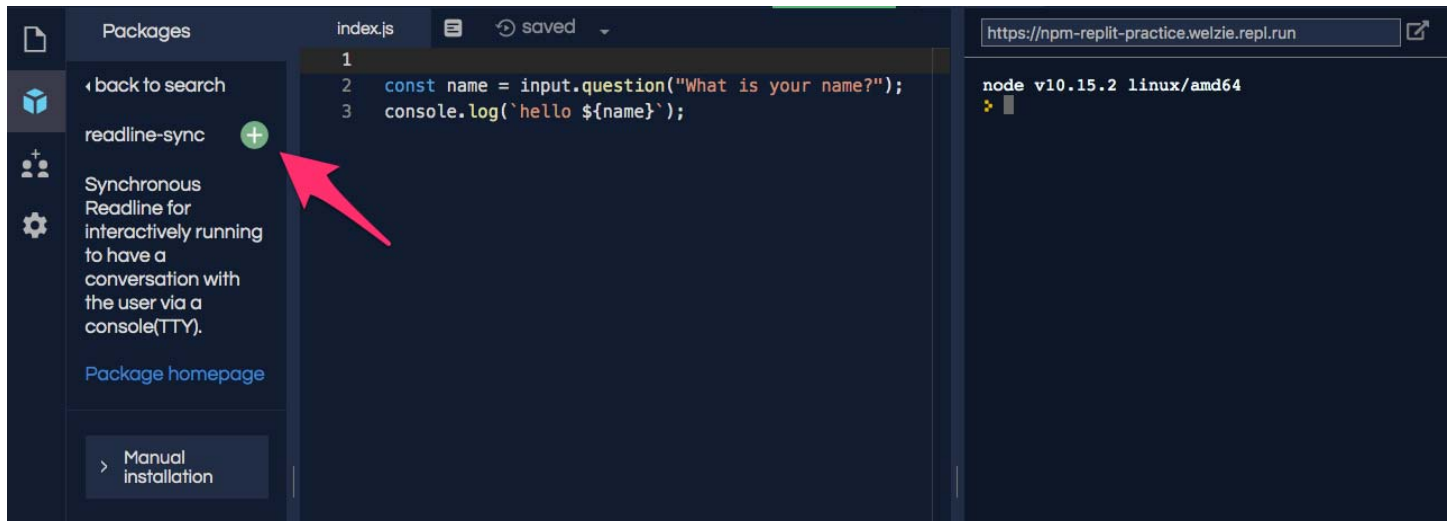 Packages
‹ back to search
readline-sync
Synchronous
Readline for
interactively running
to have a
conversation with
the user via a
console(TTY).
Package homepage
Manual
installation
index.js
saved
1
2 const name = input.question("What is your name?");
3 console.log(`hello ${name}`);
https://npm-replit-practice.welzie.repl.run
node v10.15.2 linux/amd64
>